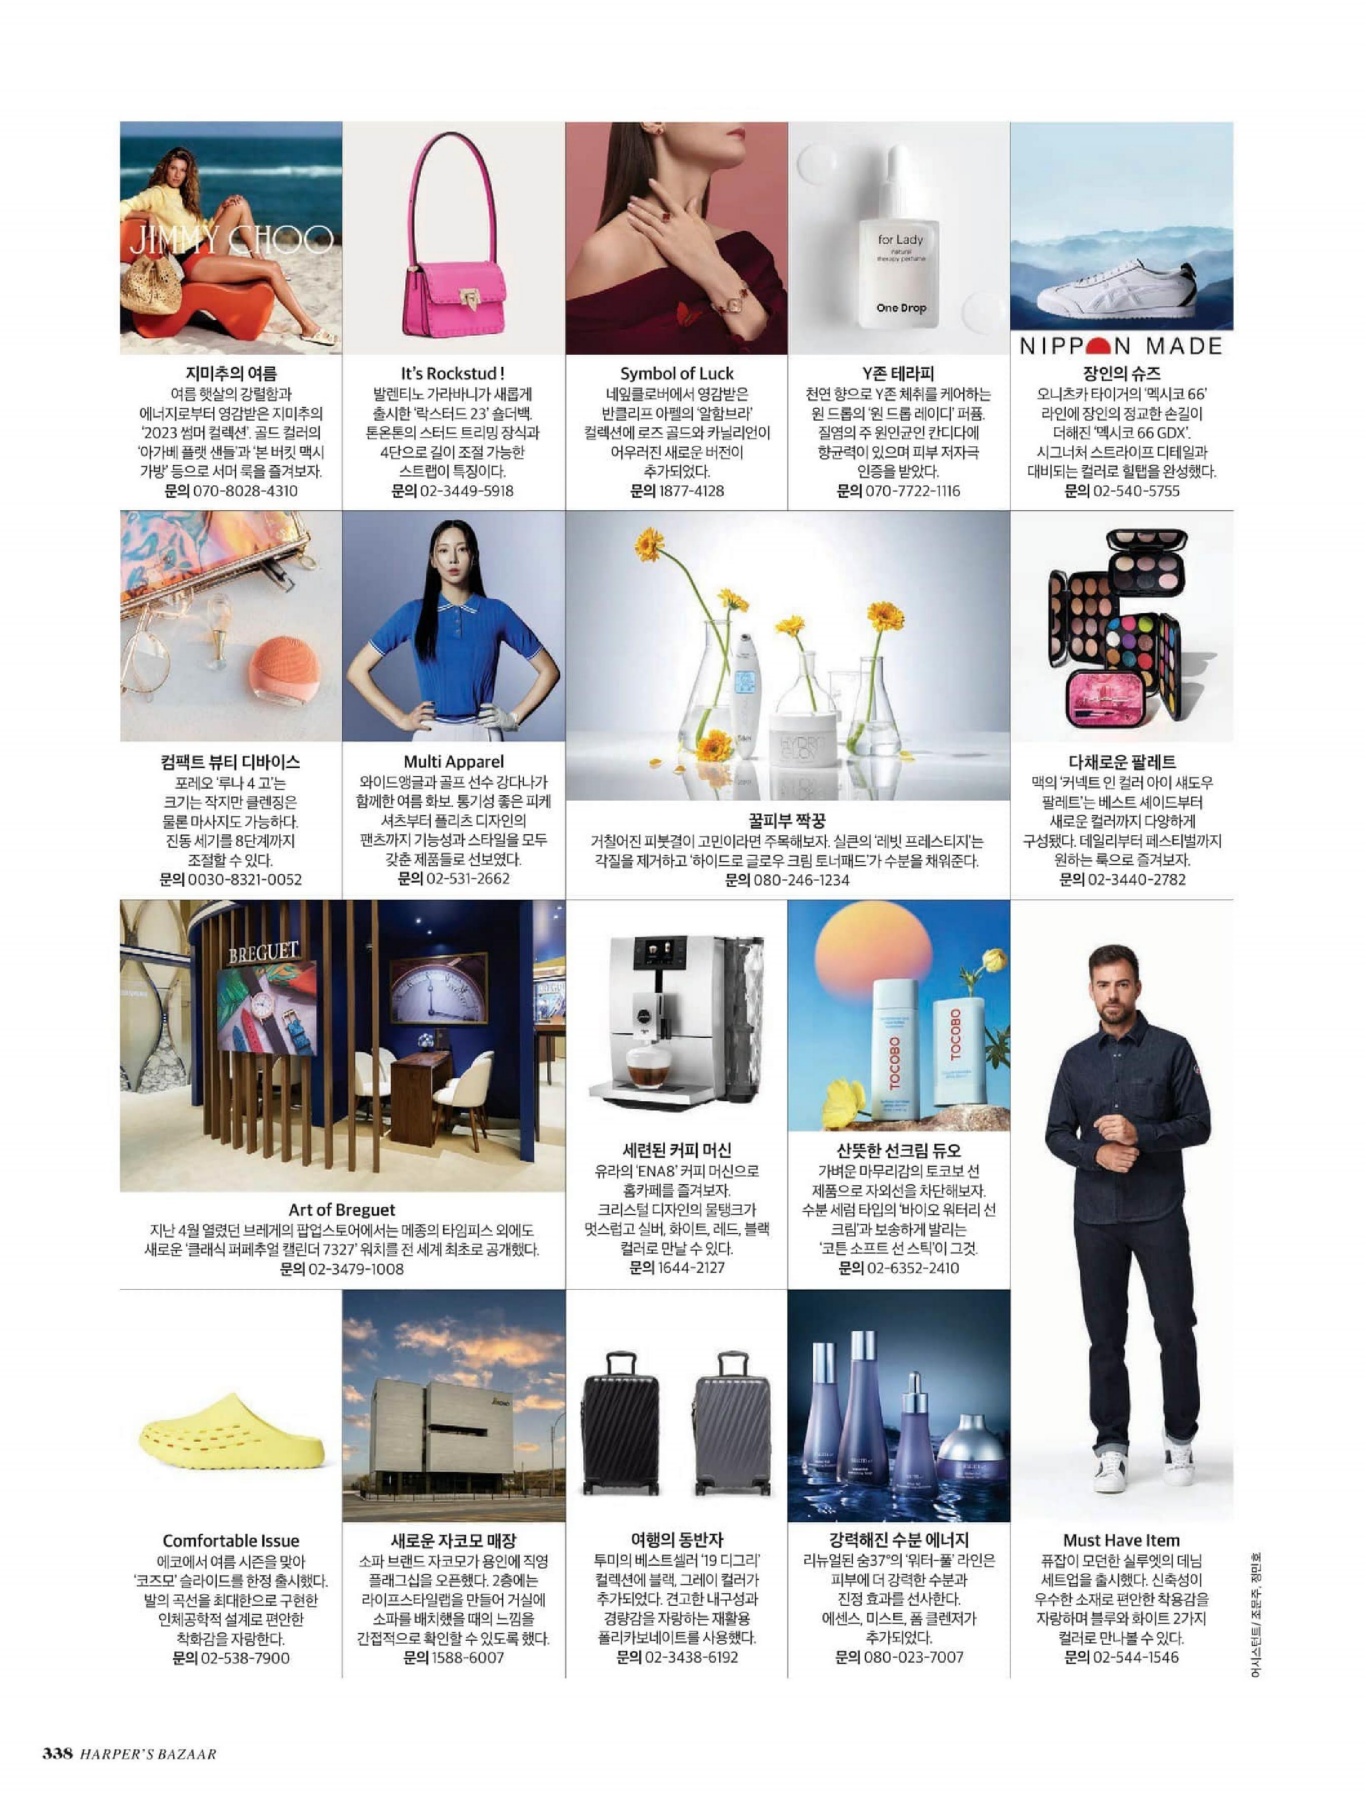 JIMMY CHOO
for Lady
natural
therapy perfume
One Drop
NIPPON MADE
지미추의 여름
여름 햇살의 강렬함과
에너지로부터 영감받은 지미추의
‘2023 썸머 컬렉션’. 골드 컬러의
‘아가베 플랫 샌들’과 ‘본 버킷 맥시
가방’ 등으로 서머 룩을 즐겨보자.
문의 070-8028-4310
It’s Rockstud !
발렌티노 가라바니가 새롭게
출시한 ‘락스터드 23’ 숄더백.
톤온톤의 스터드 트리밍 장식과
4단으로 길이 조절 가능한
스트랩이 특징이다.
문의 02-3449-5918
Symbol of Luck
네잎클로버에서 영감받은
반클리프 아펠의 ‘알함브라’
컬렉션에 로즈 골드와 카닐리언이
어우러진 새로운 버전이
추가되었다.
문의 1877-4128
Y존 테라피
천연 향으로 Y존 체취를 케어하는
원 드롭의 ‘원 드롭 레이디’ 퍼퓸.
질염의 주 원인균인 칸디다에
향균력이 있으며 피부 저자극
인증을 받았다.
문의 070-7722-1116
장인의 슈즈
오니츠카 타이거의 ‘멕시코 66’
라인에 장인의 정교한 손길이
더해진 ‘멕시코 66 GDX’.
시그너처 스트라이프 디테일과
대비되는 컬러로 힐탭을 완성했다.
문의 02-540-5755
컴팩트 뷰티 디바이스
포레오 ‘루나 4 고’는
크기는 작지만 클렌징은
물론 마사지도 가능하다.
진동 세기를 8단계까지
조절할 수 있다.
문의 0030-8321-0052
Multi Apparel
와이드앵글과 골프 선수 강다나가
함께한 여름 화보. 통기성 좋은 피케
셔츠부터 플리츠 디자인의
팬츠까지 기능성과 스타일을 모두
갖춘 제품들로 선보였다.
문의 02-531-2662
꿀피부 짝꿍
거칠어진 피붓결이 고민이라면 주목해보자. 실큰의 ‘레빗 프레스티지’는
각질을 제거하고 ‘하이드로 글로우 크림 토너패드’가 수분을 채워준다.
문의 080-246-1234
다채로운 팔레트
맥의 ‘커넥트 인 컬러 아이 섀도우
팔레트’는 베스트 셰이드부터
새로운 컬러까지 다양하게
구성됐다. 데일리부터 페스티벌까지
원하는 룩으로 즐겨보자.
문의 02-3440-2782
BREGUET
Art of Breguet
지난 4월 열렸던 브레게의 팝업스토어에서는 메종의 타임피스 외에도
새로운 ‘클래식 퍼페추얼 캘린더 7327’ 워치를 전 세계 최초로 공개했다.
문의 02-3479-1008
세련된 커피 머신
유라의 ‘ENA8’ 커피 머신으로
홈카페를 즐겨보자.
크리스털 디자인의 물탱크가
멋스럽고 실버, 화이트, 레드, 블랙
컬러로 만날 수 있다.
문의 1644-2127
TOCOBO
TOCOBO
산뜻한 선크림 듀오
가벼운 마무리감의 토코보 선
제품으로 자외선을 차단해보자.
수분 세럼 타입의 ‘바이오 워터리 선
크림’과 보송하게 발리는
‘코튼 소프트 선 스틱’이 그것.
문의 02-6352-2410
Comfortable Issue
에코에서 여름 시즌을 맞아
‘코즈모’ 슬라이드를 한정 출시했다.
발의 곡선을 최대한으로 구현한
인체공학적 설계로 편안한
착화감을 자랑한다.
문의 02-538-7900
새로운 자코모 매장
소파 브랜드 자코모가 용인에 직영
플래그십을 오픈했다. 2층에는
라이프스타일랩을 만들어 거실에
소파를 배치했을 때의 느낌을
간접적으로 확인할 수 있도록 했다.
문의 1588-6007
여행의 동반자
투미의 베스트셀러 ‘19 디그리’
컬렉션에 블랙, 그레이 컬러가
추가되었다. 견고한 내구성과
경량감을 자랑하는 재활용
폴리카보네이트를 사용했다.
문의 02-3438-6192
강력해진 수분 에너지
리뉴얼된 숨37°의 ‘워터-풀’ 라인은
피부에 더 강력한 수분과
진정 효과를 선사한다.
에센스, 미스트, 폼 클렌저가
추가되었다.
문의 080-023-7007
Must Have Item
퓨잡이 모던한 실루엣의 데님
세트업을 출시했다. 신축성이
우수한 소재로 편안한 착용감을
자랑하며 블루와 화이트 2가지
컬러로 만나볼 수 있다.
문의 02-544-1546
어시스턴트/ 조문주, 정민호
338 HARPER’S BAZAAR